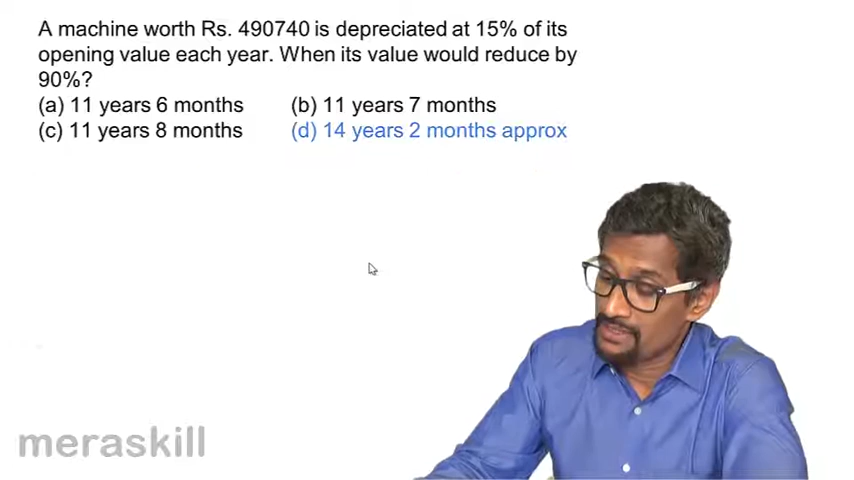 A machine worth Rs. 490740 is depreciated at 15% of its
opening value each year. When its value would reduce by
90%?
(a) 11 years 6 months (b) 11 years 7 months
(c) 11 years 8 months (d) 14 years 2 months approx
meraskill